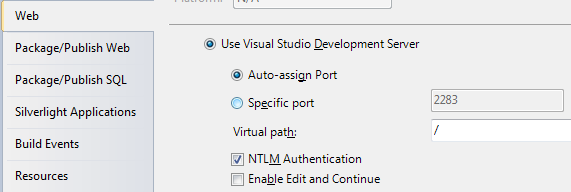 Web
Package/Publish Web
Package/Publish SQL
Silverlight Applications
Build Events
Resources
Use Visual Studio Development Server
Auto-assign Port
Specific port
2283
Virtual path:
/
NTLM Authentication
Enable Edit and Continue